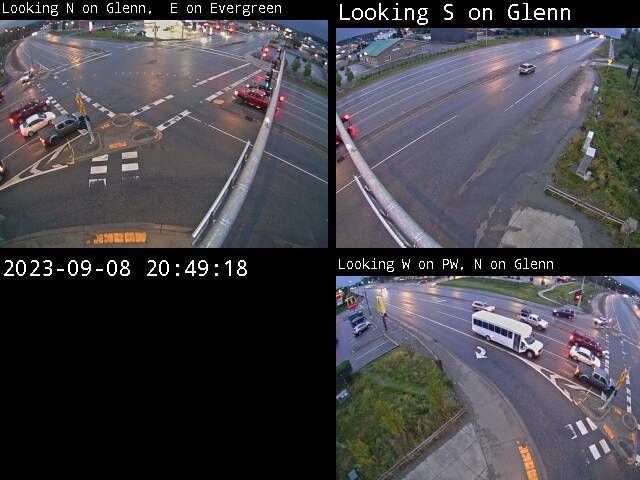 Looking N on Glenn,  E on Evergreen
Looking S on Glenn
2023-09-08 20:49:18
Looking W on PW, N on Glenn